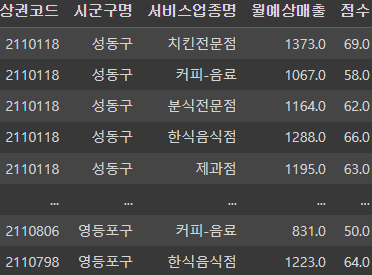 상권코드 시군구명 서비스업종명 월예상매출 점수
2110118 성동구 치킨전문점 1373.0 69.0
2110118 성동구 커피-음료 1067.0 58.0
2110118 성동구 분식전문점 1164.0 62.0
2110118 성동구 한식음식점 1288.0 66.0
2110118 성동구 제과점 1195.0 63.0
... ... ... ... ...
2110806 영등포구 커피-음료 831.0 50.0
2110798 영등포구 한식음식점 1223.0 64.0